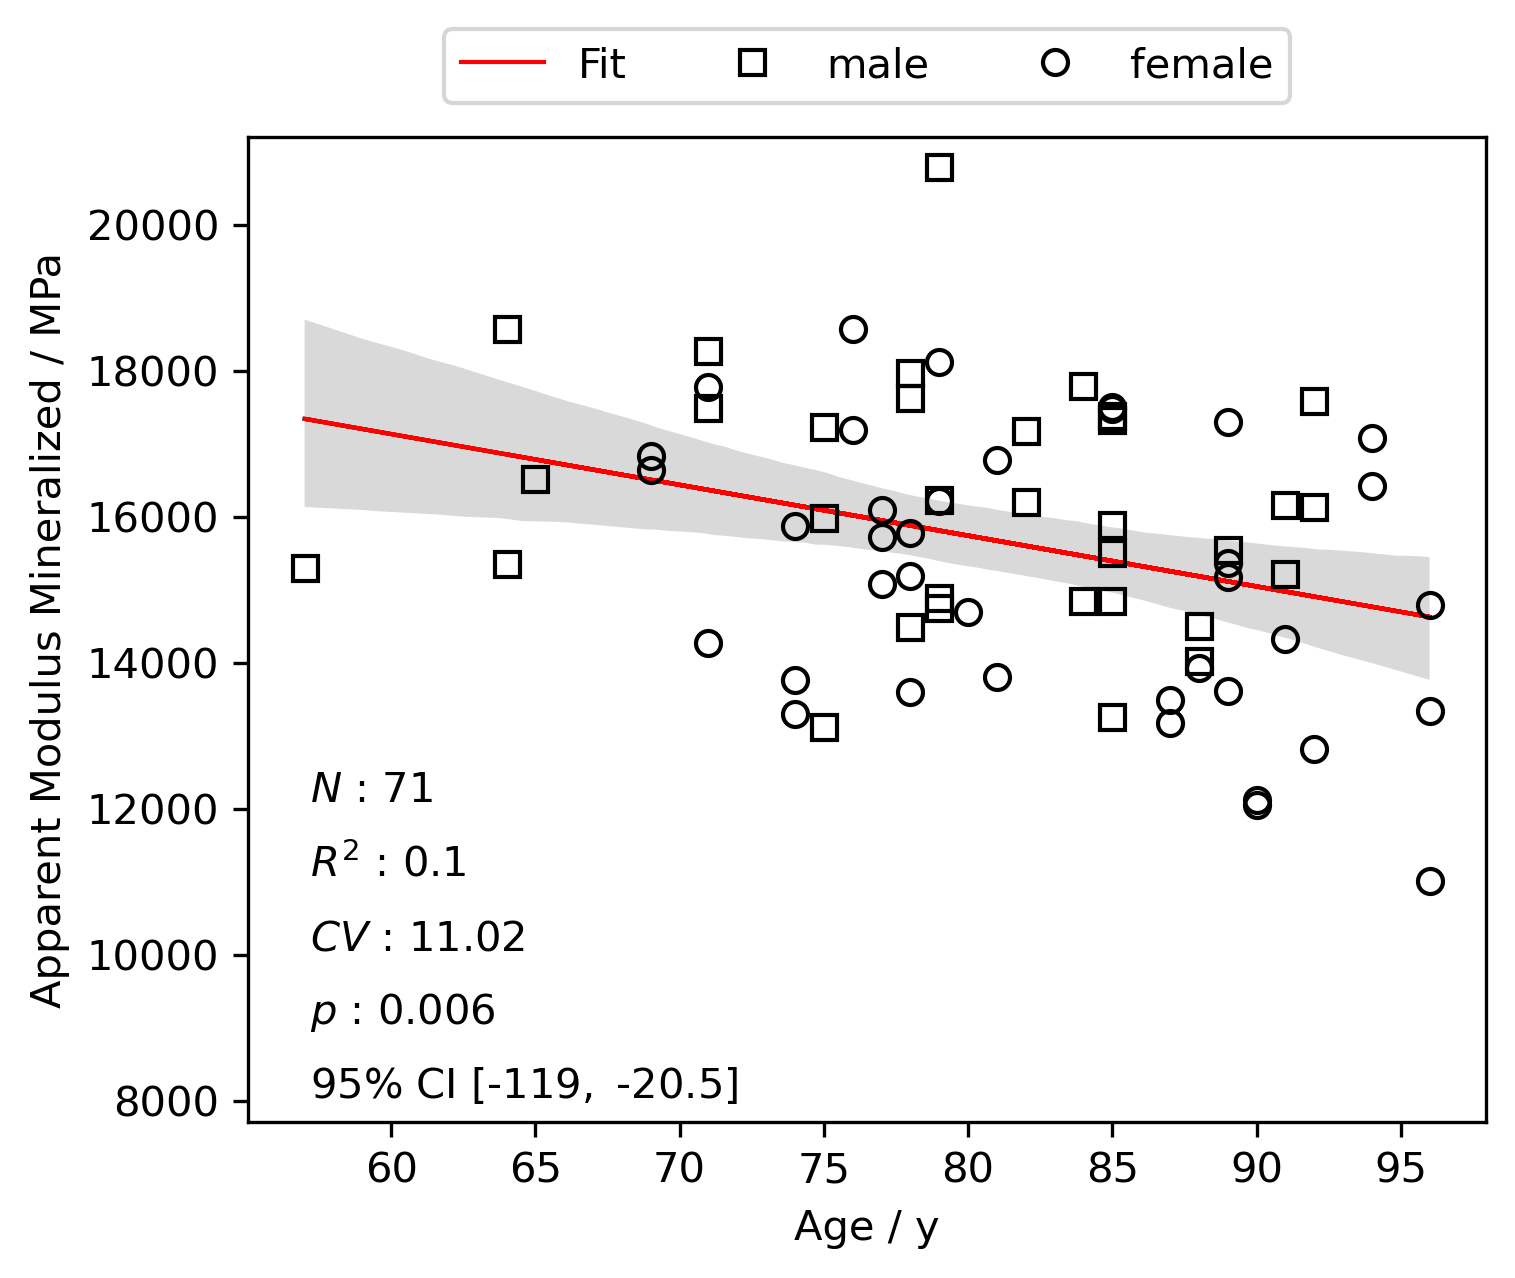 Fit male female
Apparent Modulus Mineralized / MPa
20000
18000
16000
14000
12000
10000
8000
N : 71
R² : 0.1
CV : 11.02
p : 0.006
95% CI [-119, -20.5]
60 65 70 75 80 85 90 95
Age / y